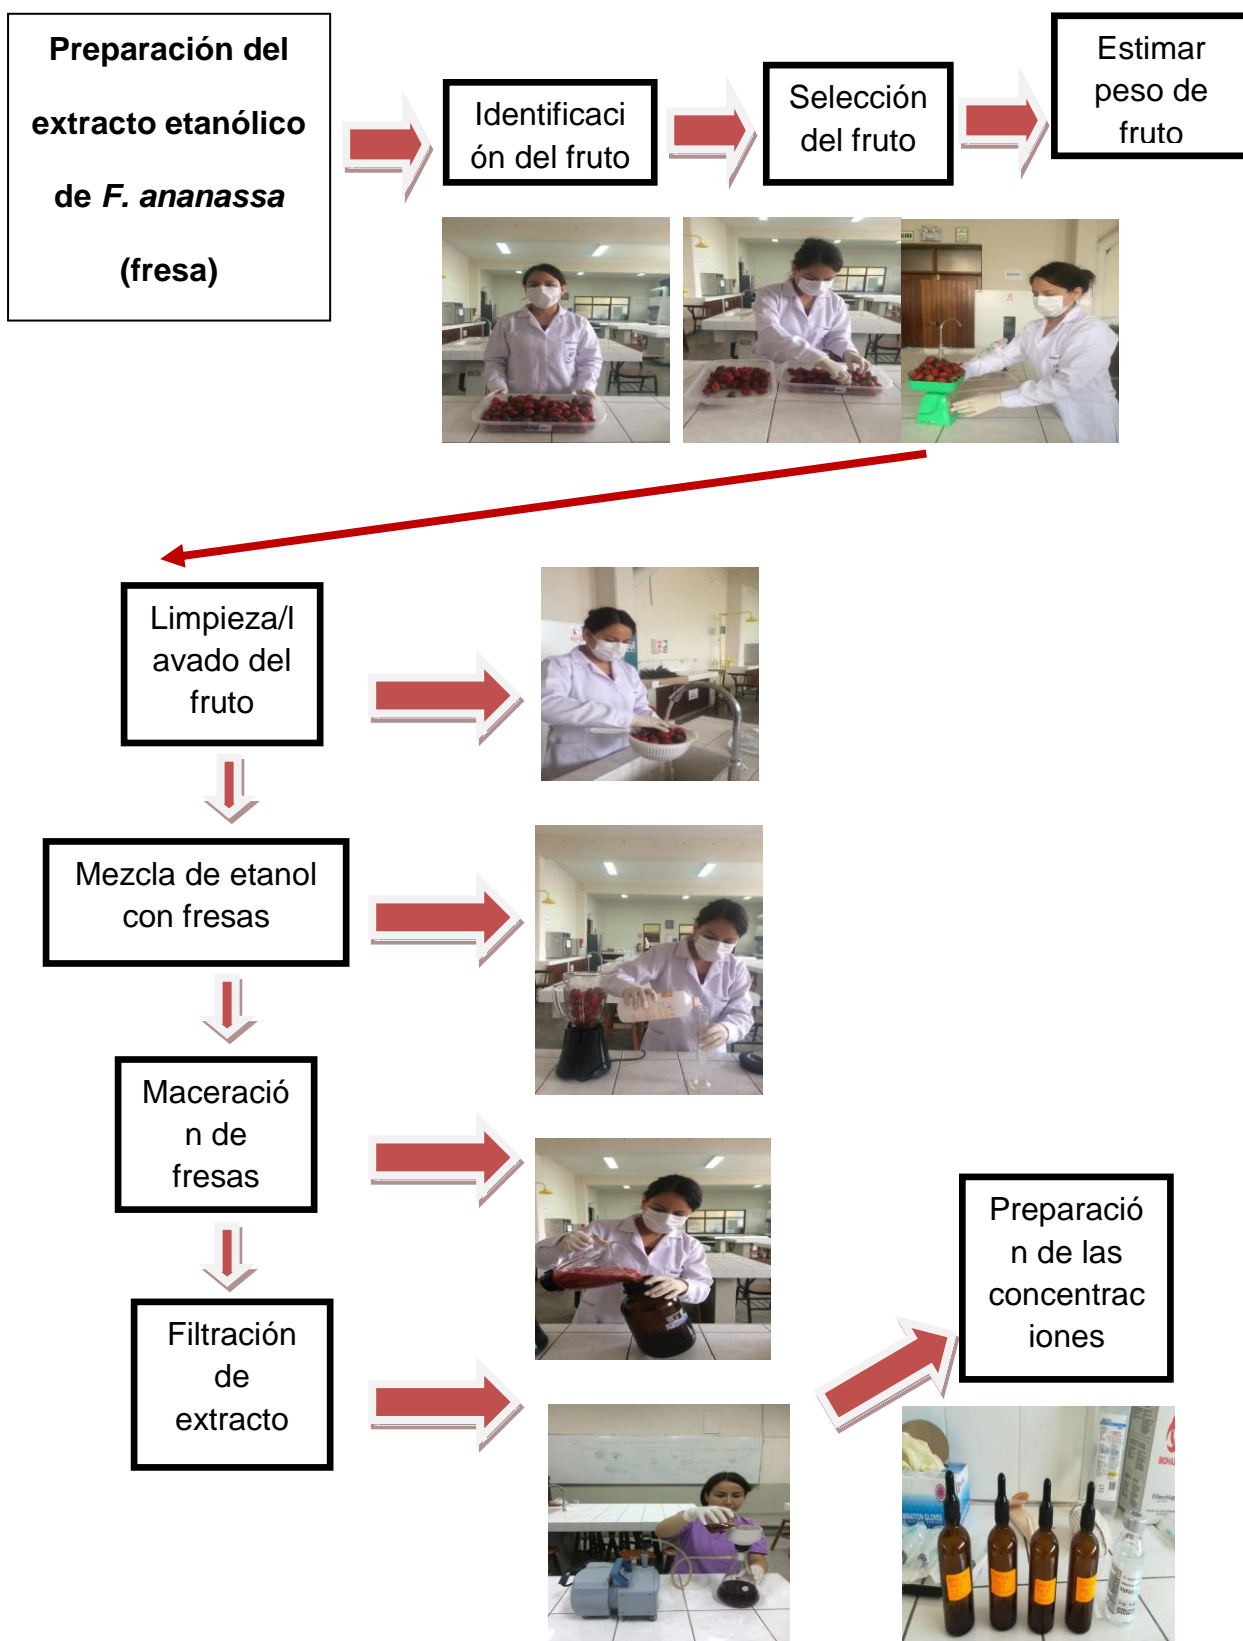 Preparación del
extracto etanólico
de F. ananassa
(fresa)
Identificaci
ón del fruto
Selección
del fruto
Estimar
peso de
fruto
Limpieza/l
avado del
fruto
Mezcla de etanol
con fresas
Maceració
n de
fresas
Filtración
de
extracto
Preparació
n de las
concentrac
iones